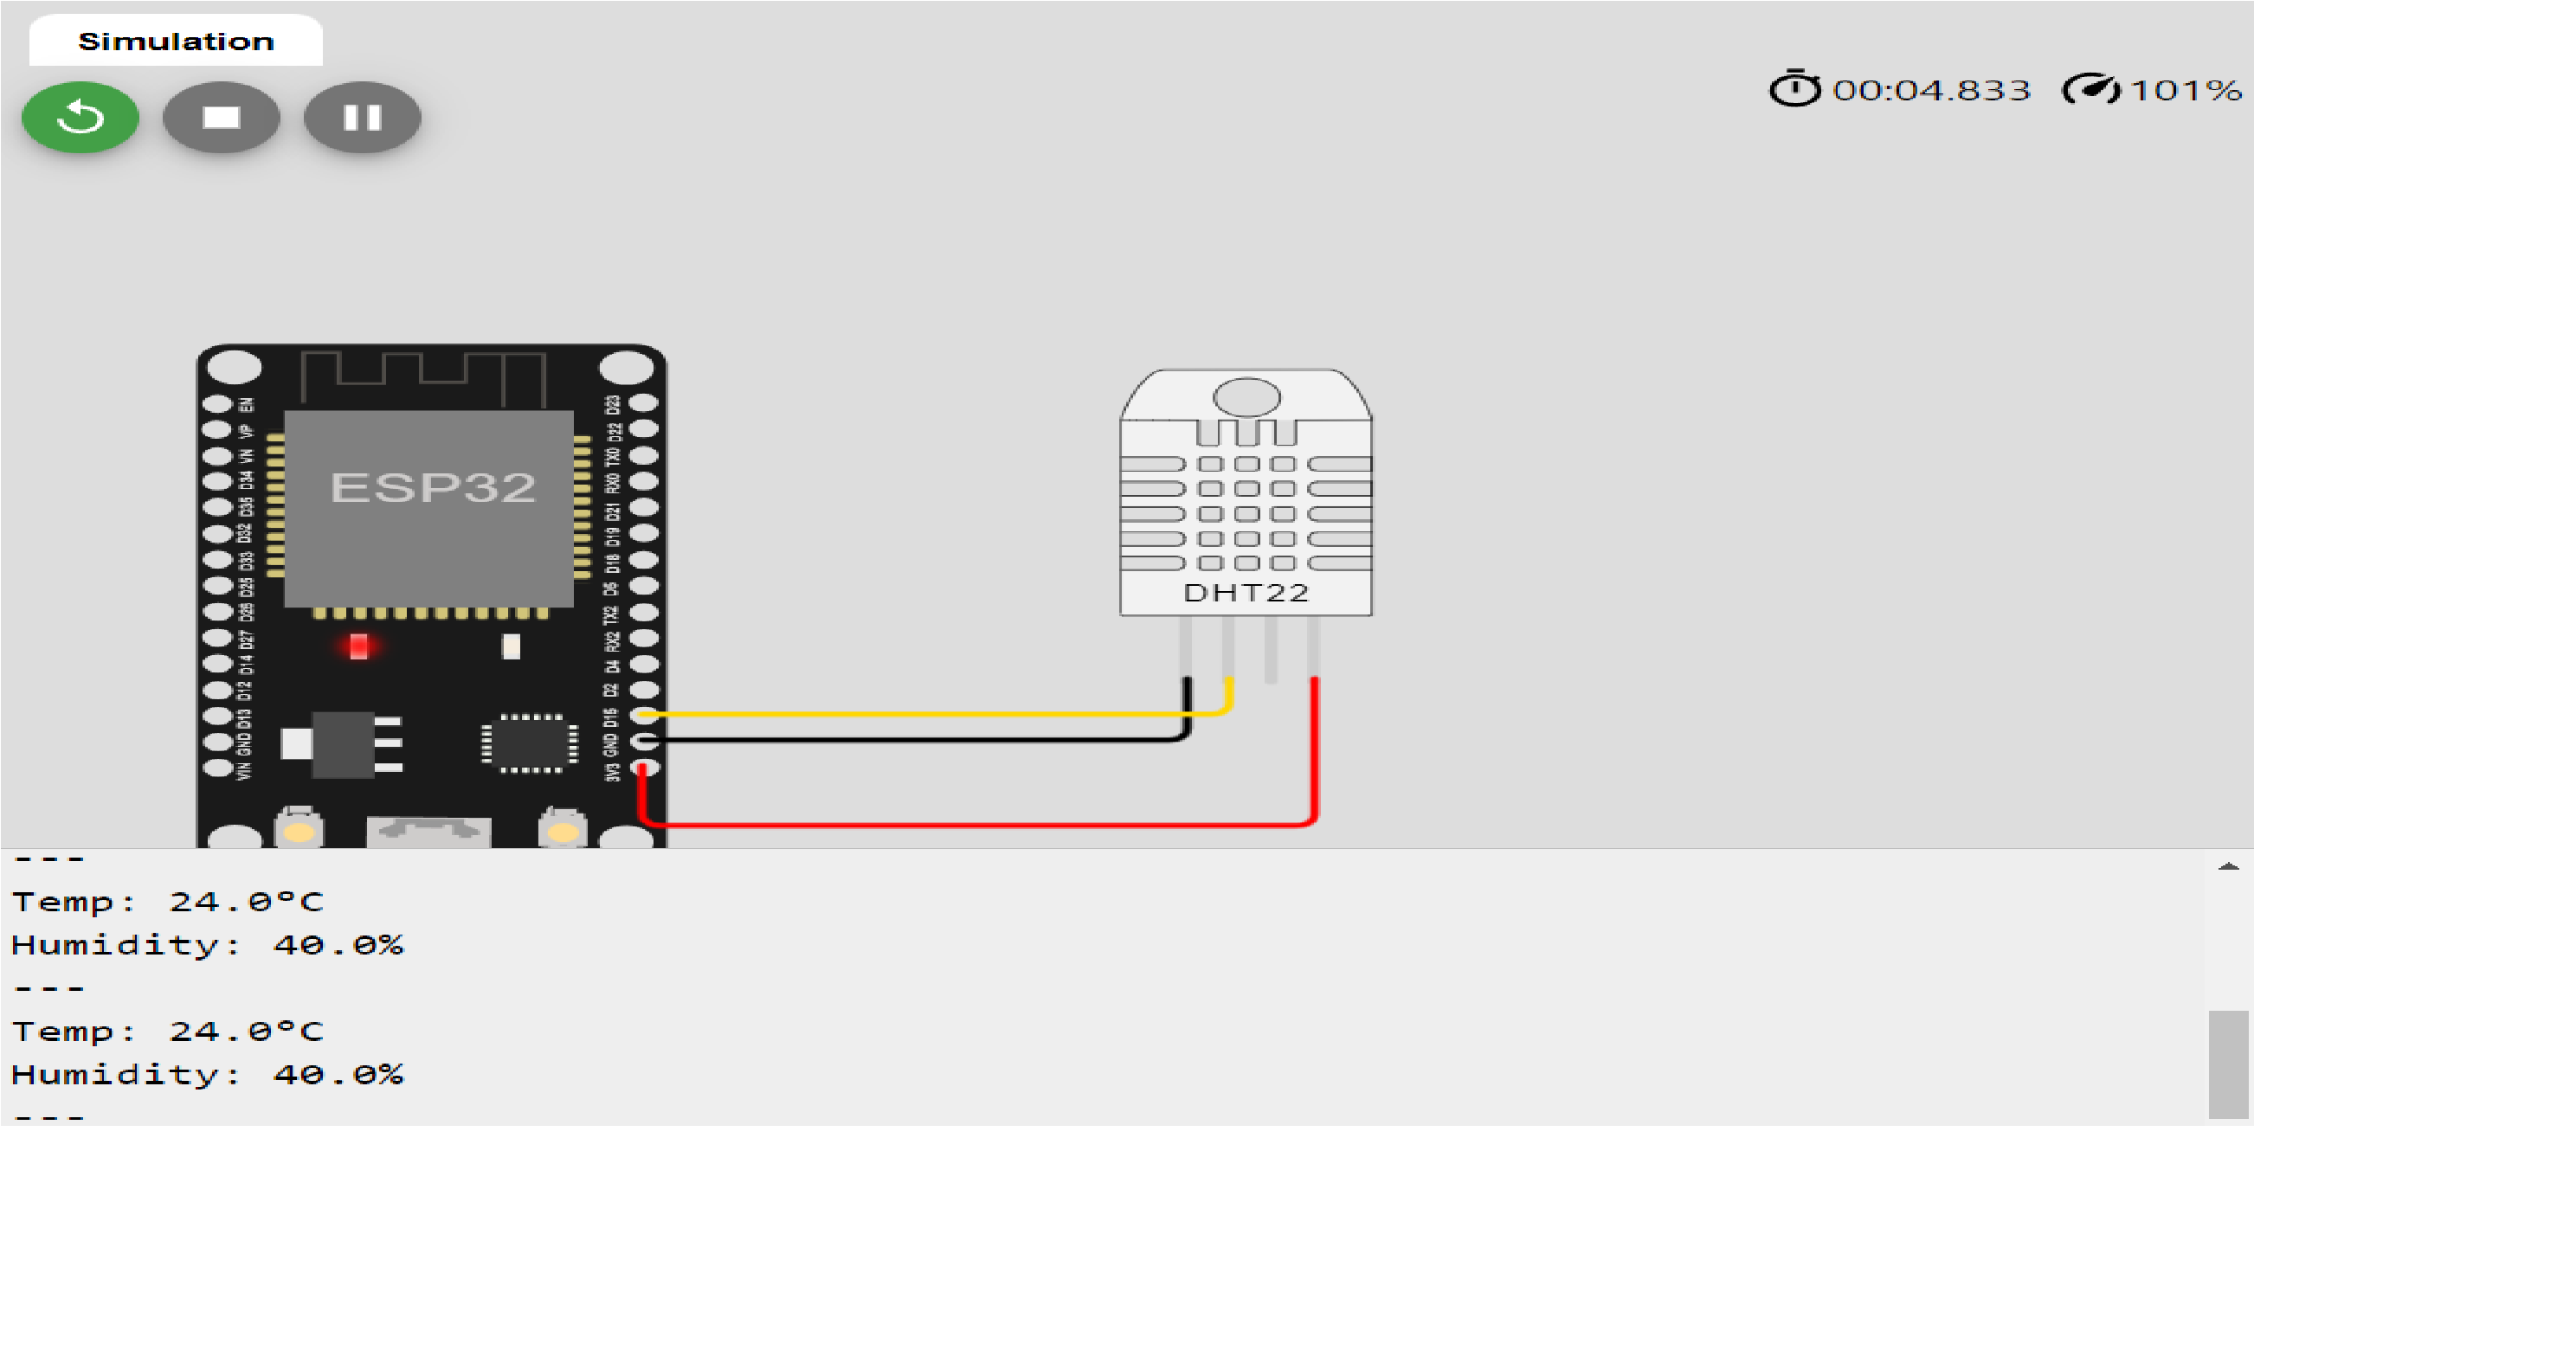 Simulation
00:04.833 101%
ESP32
EN
VP
VN
D34
D35
D32
D33
D25
D26
D27
D14
D12
D13
GND
VIN
D23
D22
TX0
RX0
D21
D19
D18
D5
TX2
RX2
D4
D2
D15
GND
3V3
DHT22
---
Temp: 24.0°C
Humidity: 40.0%
---
Temp: 24.0°C
Humidity: 40.0%
---